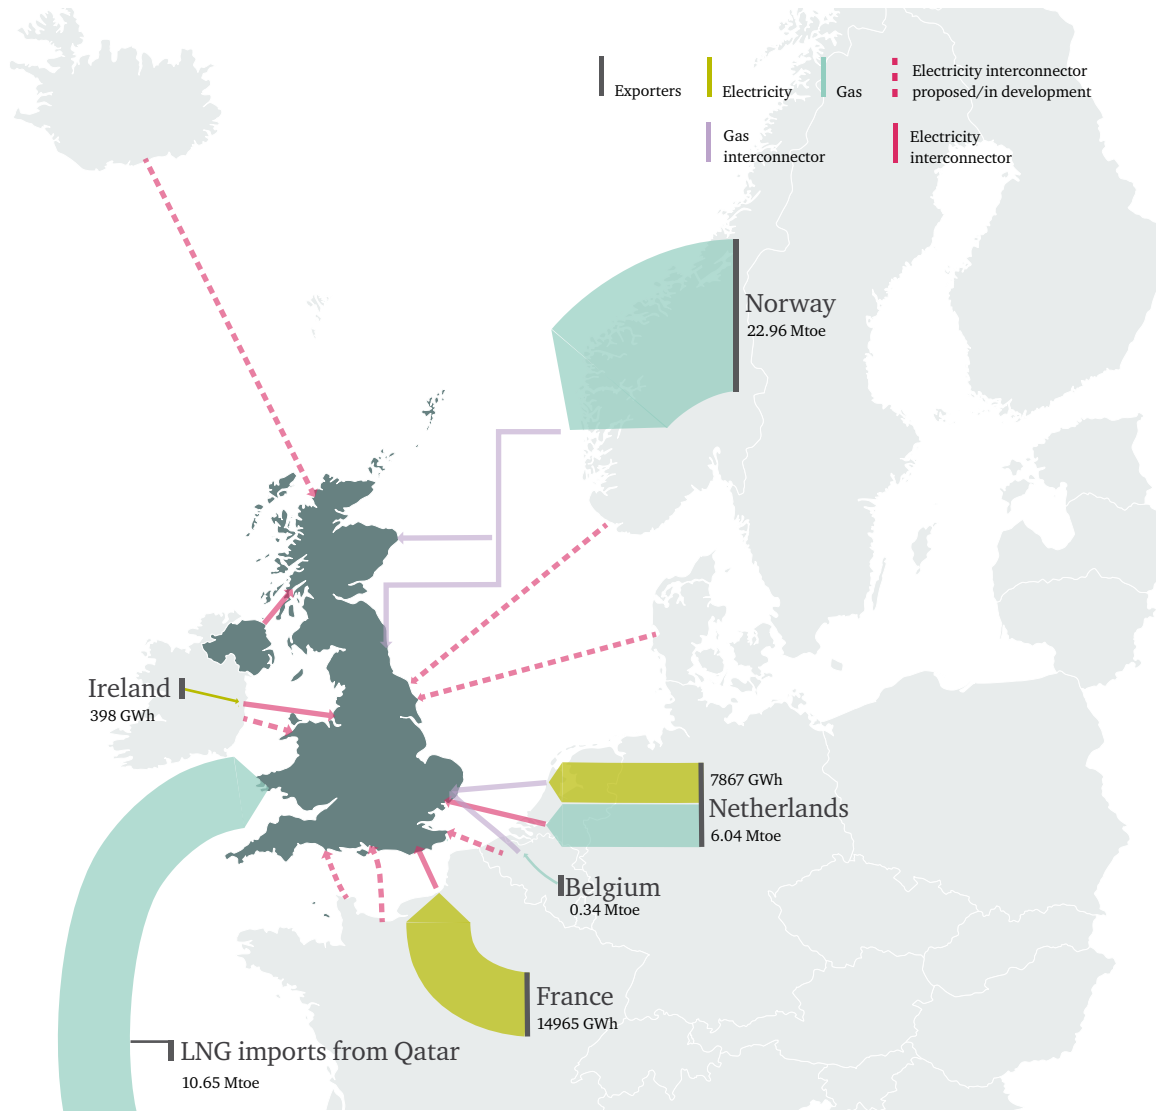 Exporters
Electricity
Gas
Electricity interconnector
proposed/in development
Gas
interconnector
Electricity
interconnector
Norway
22.96 Mtoe
Ireland
398 GWh
7867 GWh
Netherlands
6.04 Mtoe
Belgium
0.34 Mtoe
France
14965 GWh
LNG imports from Qatar
10.65 Mtoe